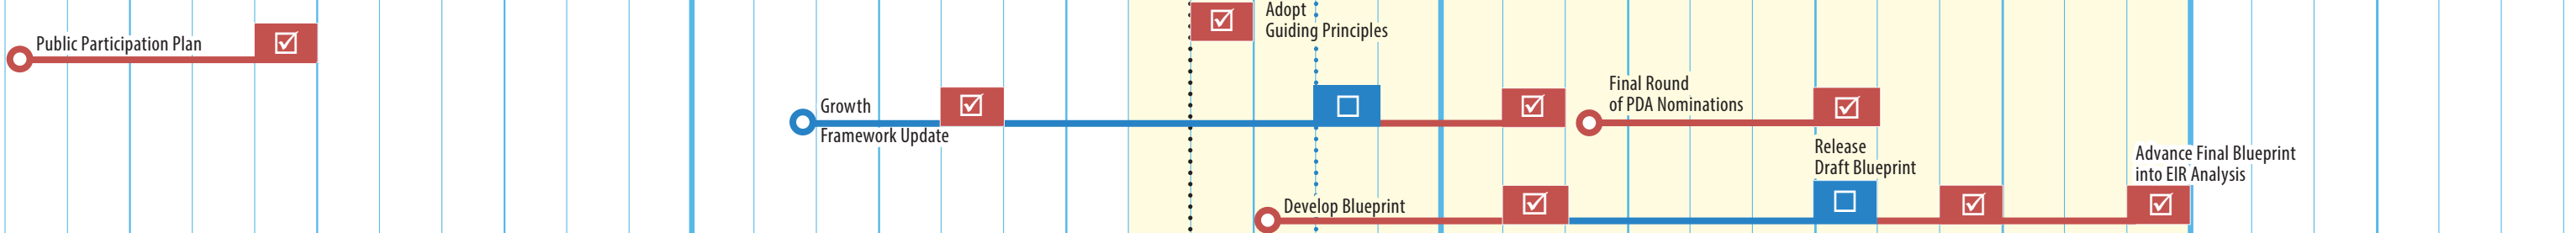 Adopt
Guiding Principles
Public Participation Plan
Growth
Framework Update
Final Round
of PDA Nominations
Release
Draft Blueprint
Advance Final Blueprint
into EIR Analysis
Develop Blueprint